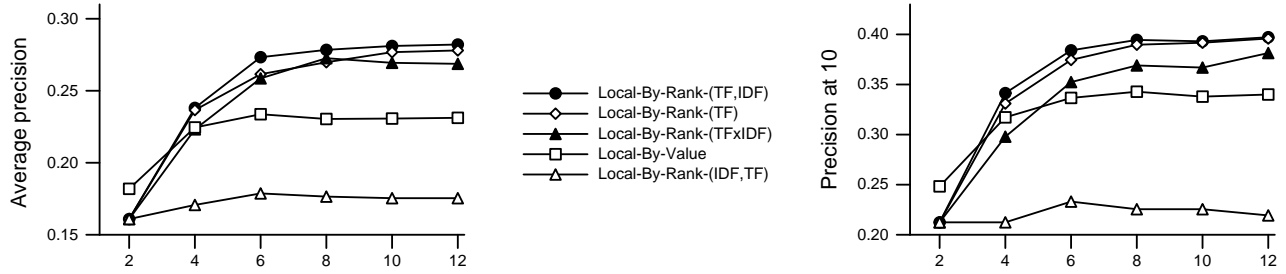 Average precision
0.30
0.25
0.20
0.15
2 4 6 8 10 12
Local-By-Rank-(TF,IDF)
Local-By-Rank-(TF)
Local-By-Rank-(TFxIDF)
Local-By-Value
Local-By-Rank-(IDF,TF)
Precision at 10
0.40
0.35
0.30
0.25
0.20
2 4 6 8 10 12